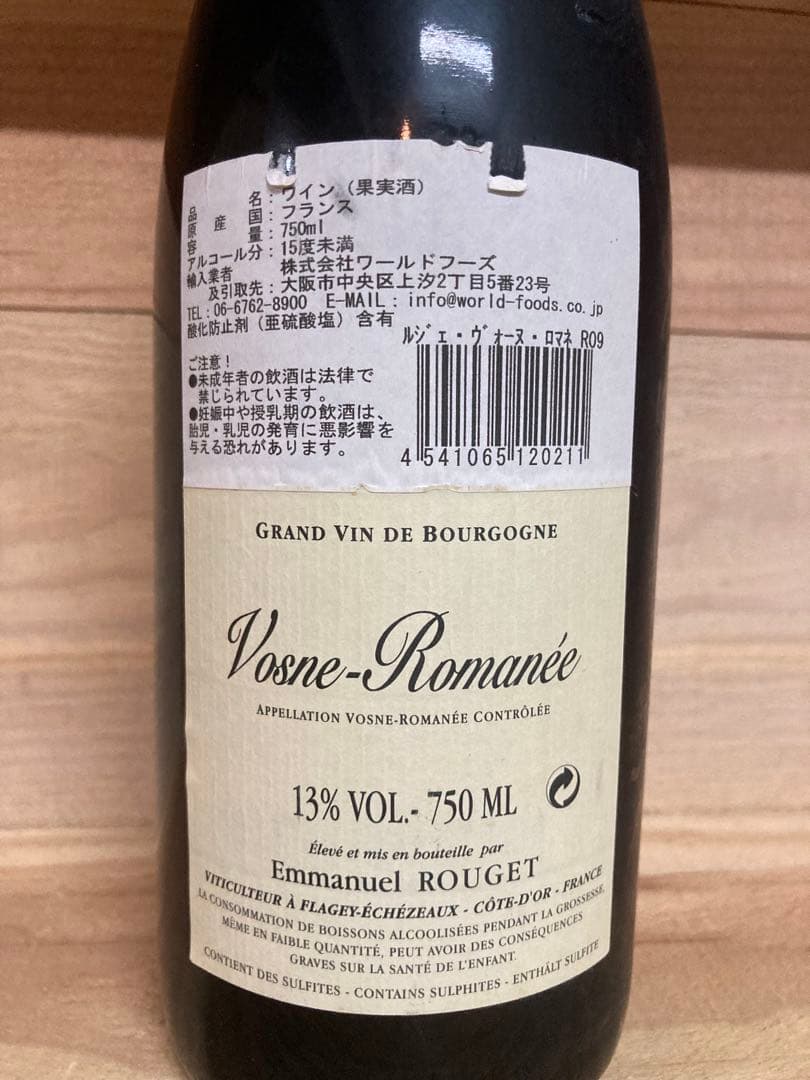 品名：ワイン（果実酒）
原産国：フランス
容量：750ml
アルコール分：15度未満
輸入業者　　株式会社ワールドフーズ
及引取先：大阪市中央区上汐2丁目5番23号
TEL：06-6762-8900 E-MAIL：info@world-foods.co.jp
酸化防止剤（亜硫酸塩）含有
ﾙｼﾞｪ・ｳﾞｫｰﾇ・ﾛﾏﾈ R09
ご注意！
●未成年者の飲酒は法律で
禁じられています。
●妊娠中や授乳期の飲酒は、
胎児・乳児の発育に悪影響を
与える恐れがあります。
4 541065 120211
GRAND VIN DE BOURGOGNE
Vosne-Romanée
APPELLATION VOSNE-ROMANÉE CONTRÔLÉE
13% VOL.- 750 ML
Élevé et mis en bouteille par
Emmanuel ROUGET
VITICULTEUR À FLAGEY-ÉCHÉZEAUX - CÔTE-D'OR - FRANCE
LA CONSOMMATION DE BOISSONS ALCOOLISÉES PENDANT LA GROSSESSE,
MÊME EN FAIBLE QUANTITÉ, PEUT AVOIR DES CONSÉQUENCES
GRAVES SUR LA SANTÉ DE L'ENFANT.
CONTIENT DES SULFITES - CONTAINS SULPHITES - ENTHÄLT SULFITE